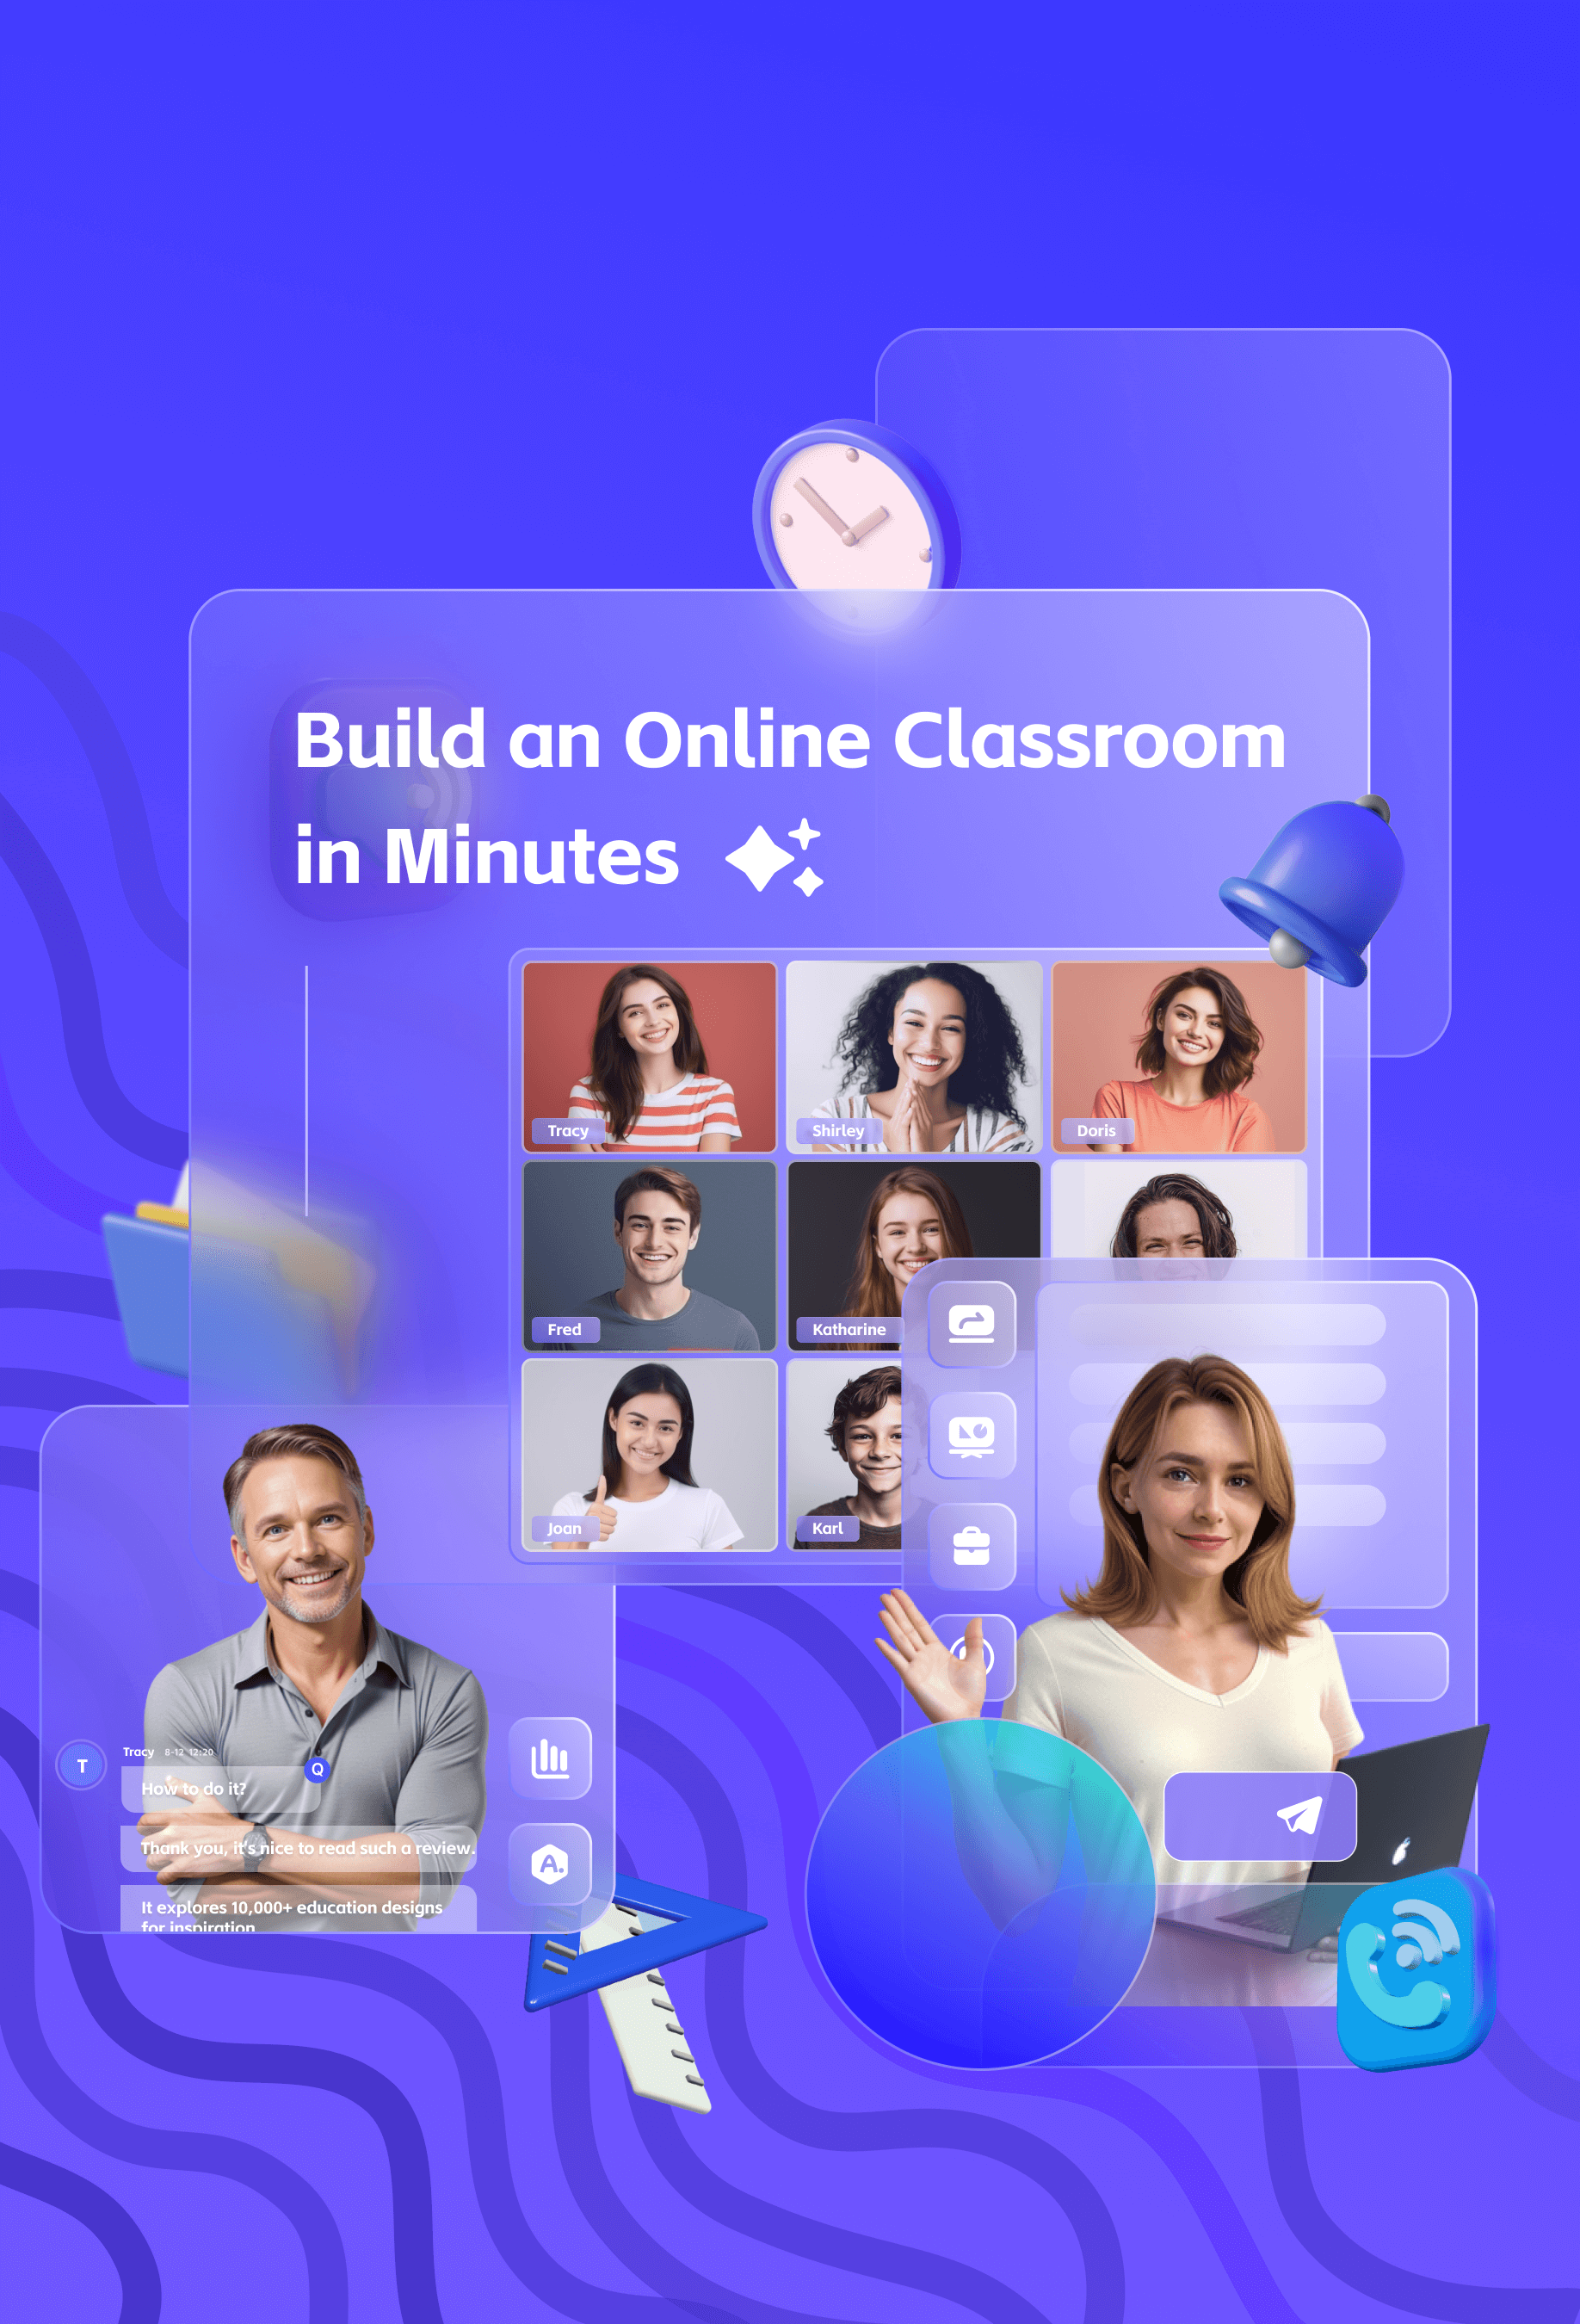 Build an Online Classroom
in Minutes
Tracy
Shirley
Doris
Fred
Katharine
Joan
Karl
T
Tracy 8-12 12:20
Q
How to do it?
Thank you, it's nice to read such a review.
It explores 10,000+ education designs
for inspiration
A.